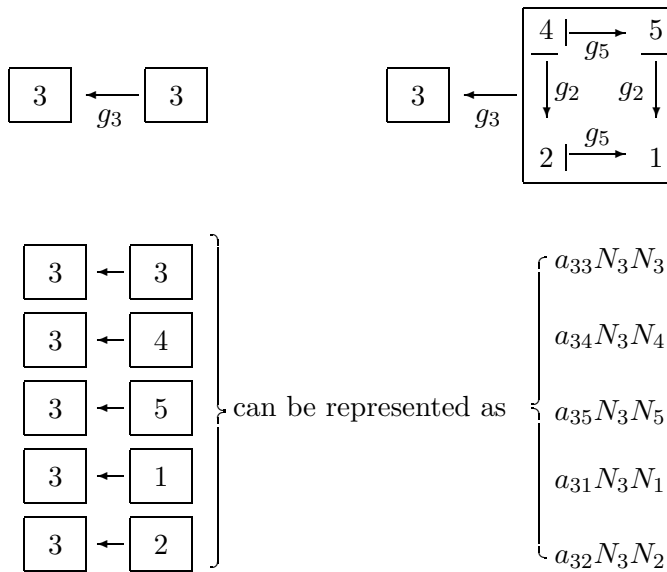 4 5
g₅
3 3 3 g₂ g₂
g₃ g₃
g₅
2 1
3 3 a₃₃N₃N₃
3 4 a₃₄N₃N₄
3 5 can be represented as a₃₅N₃N₅
3 1 a₃₁N₃N₁
3 2 a₃₂N₃N₂